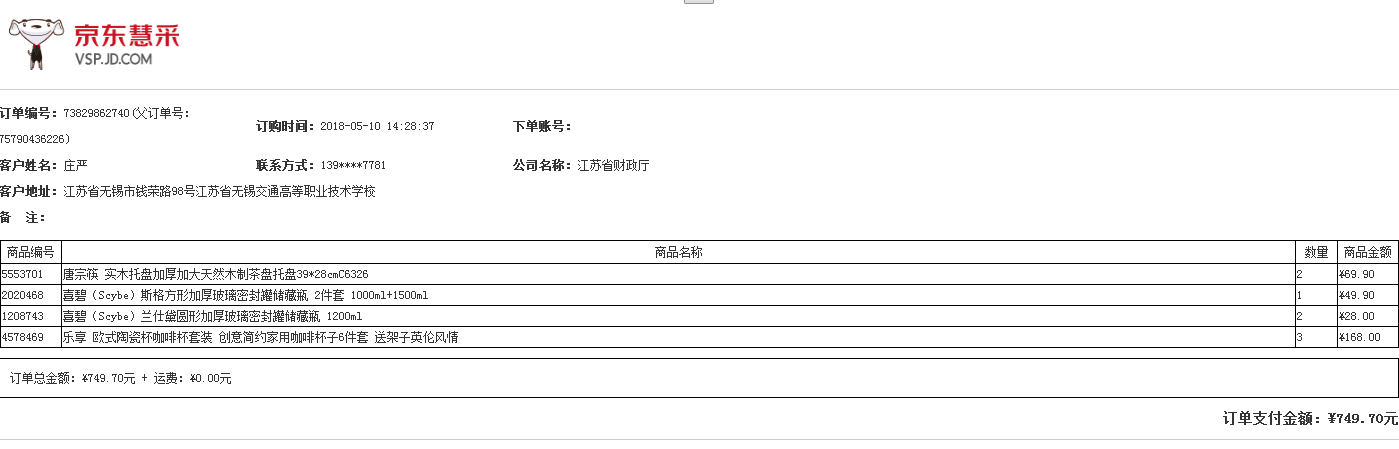 京东慧采
VSP.JD.COM
订单编号：73829862740(父订单号：
75790436226)
订购时间：2018-05-10 14:28:37
下单账号：
客户姓名：庄严
联系方式：139****7781
公司名称：江苏省财政厅
客户地址：江苏省无锡市钱荣路98号江苏省无锡交通高等职业技术学校
备　注：
商品编号 商品名称 数量 商品金额
5553701 唐宗筷 实木托盘加厚加大天然木制茶盘托盘39*28cmC6326 2 ¥69.90
2020468 喜碧（Scybe）斯格方形加厚玻璃密封罐储藏瓶 2件套 1000ml+1500ml 1 ¥49.90
1208743 喜碧（Scybe）兰仕黛圆形加厚玻璃密封罐储藏瓶 1200ml 2 ¥28.00
4578469 乐享 欧式陶瓷杯咖啡杯套装 创意简约家用咖啡杯子6件套 送架子英伦风情 3 ¥168.00
订单总金额：¥749.70元 + 运费：¥0.00元
订单支付金额：¥749.70元